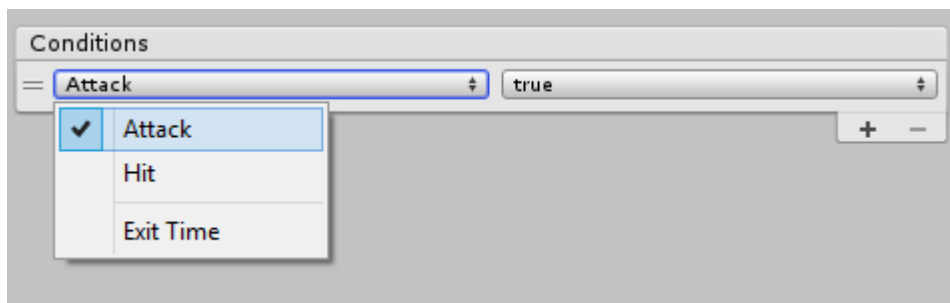 Conditions
Attack true
Attack
Hit
Exit Time